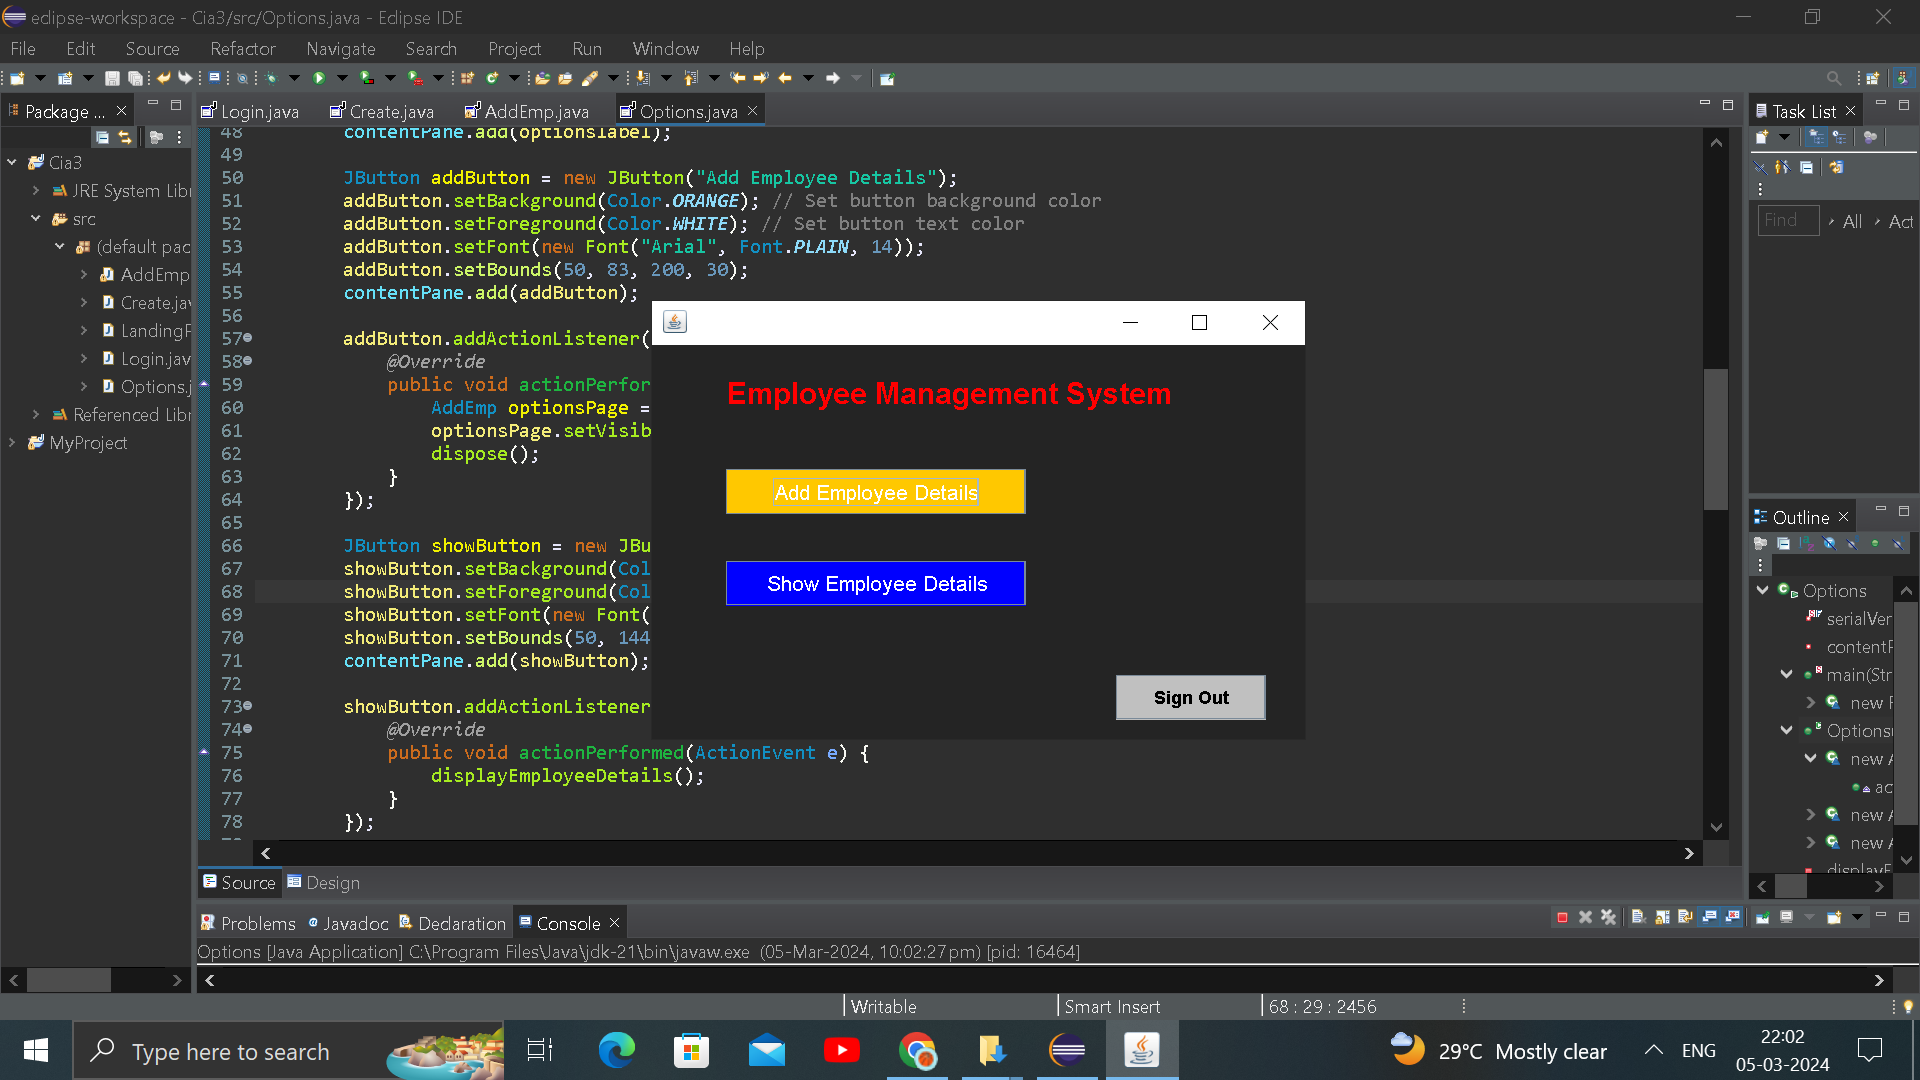 eclipse-workspace - Cia3/src/Options.java - Eclipse IDE
File Edit Source Refactor Navigate Search Project Run Window Help
Package ...
Login.java Create.java AddEmp.java Options.java
Task List
Cia3
JRE System Libr
src
(default pac
AddEmp
Create.jav
LandingP
Login.jav
Options.j
Referenced Libr
MyProject
48 contentPane.add(optionslabel);
49
50 JButton addButton = new JButton("Add Employee Details");
51 addButton.setBackground(Color.ORANGE); // Set button background color
52 addButton.setForeground(Color.WHITE); // Set button text color
53 addButton.setFont(new Font("Arial", Font.PLAIN, 14));
54 addButton.setBounds(50, 83, 200, 30);
55 contentPane.add(addButton);
56
57 addButton.addActionListener(
58 @Override
59 public void actionPerfor
60 AddEmp optionsPage =
61 optionsPage.setVisib
62 dispose();
63 }
64 });
65
66 JButton showButton = new JBu
67 showButton.setBackground(Col
68 showButton.setForeground(Col
69 showButton.setFont(new Font(
70 showButton.setBounds(50, 144
71 contentPane.add(showButton);
72
73 showButton.addActionListener
74 @Override
75 public void actionPerformed(ActionEvent e) {
76 displayEmployeeDetails();
77 }
78 });
Employee Management System
Add Employee Details
Show Employee Details
Sign Out
Find All Act
Outline
Options
serialVer
contentP
main(Str
new
Options
new A
ac
new A
new A
Source Design
Problems Javadoc Declaration Console
Options [Java Application] C:\Program Files\Java\jdk-21\bin\javaw.exe (05-Mar-2024, 10:02:27 pm) [pid: 16464]
Writable Smart Insert 68 : 29 : 2456
Type here to search
29°C Mostly clear
ENG
22:02
05-03-2024